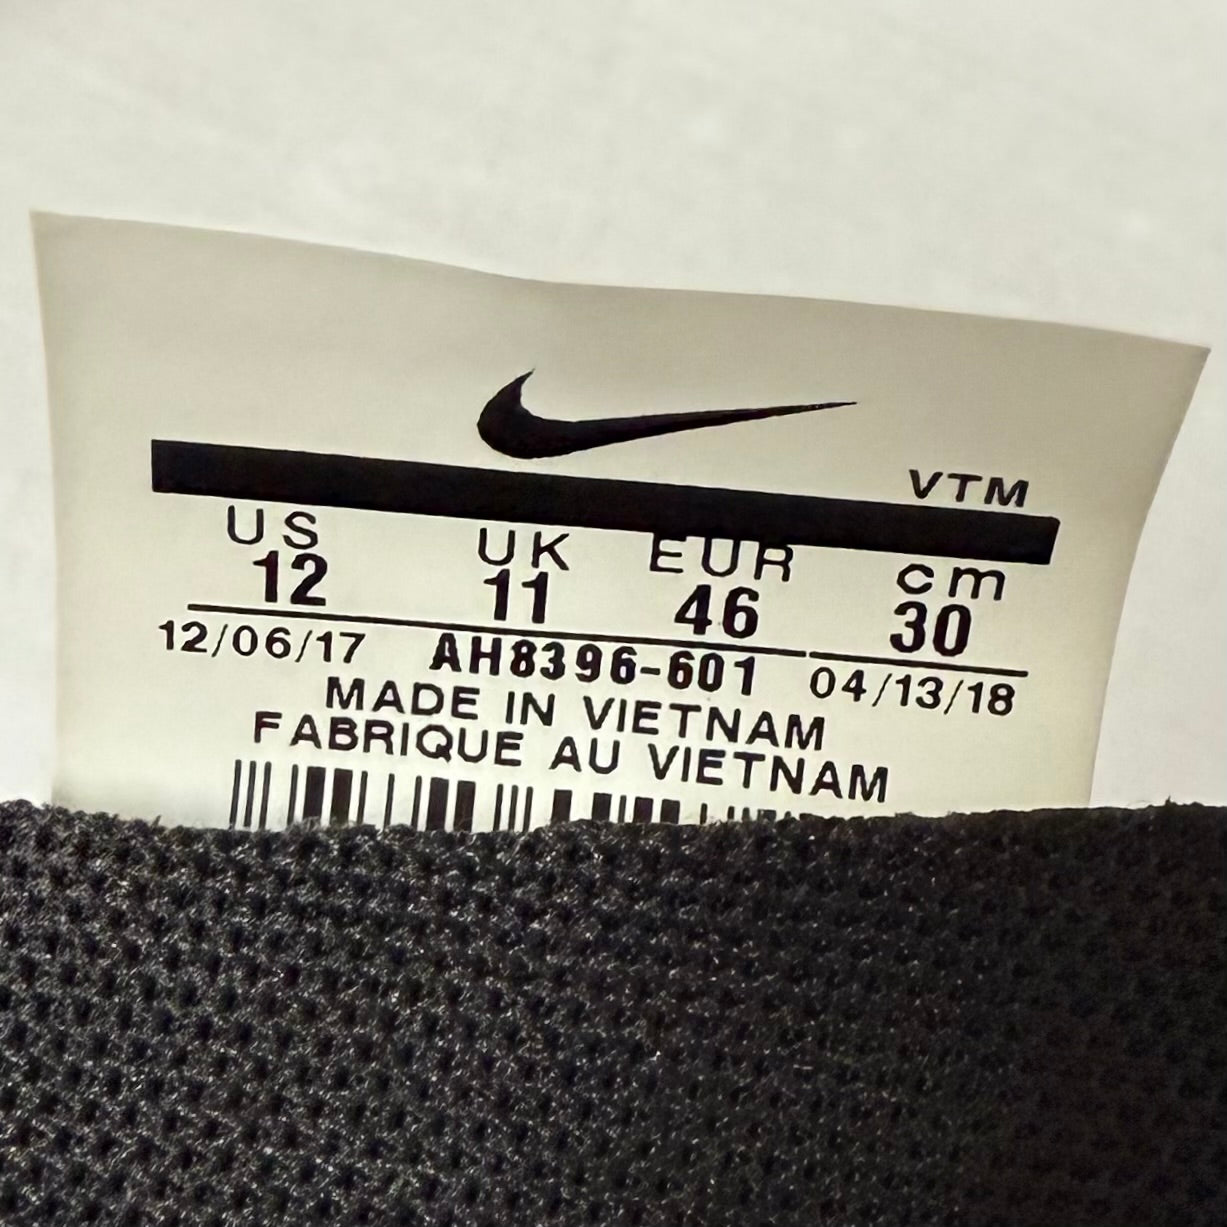 VTM
US UK EUR cm
12 11 46 30
12/06/17 AH8396-601 04/13/18
MADE IN VIETNAM
FABRIQUE AU VIETNAM